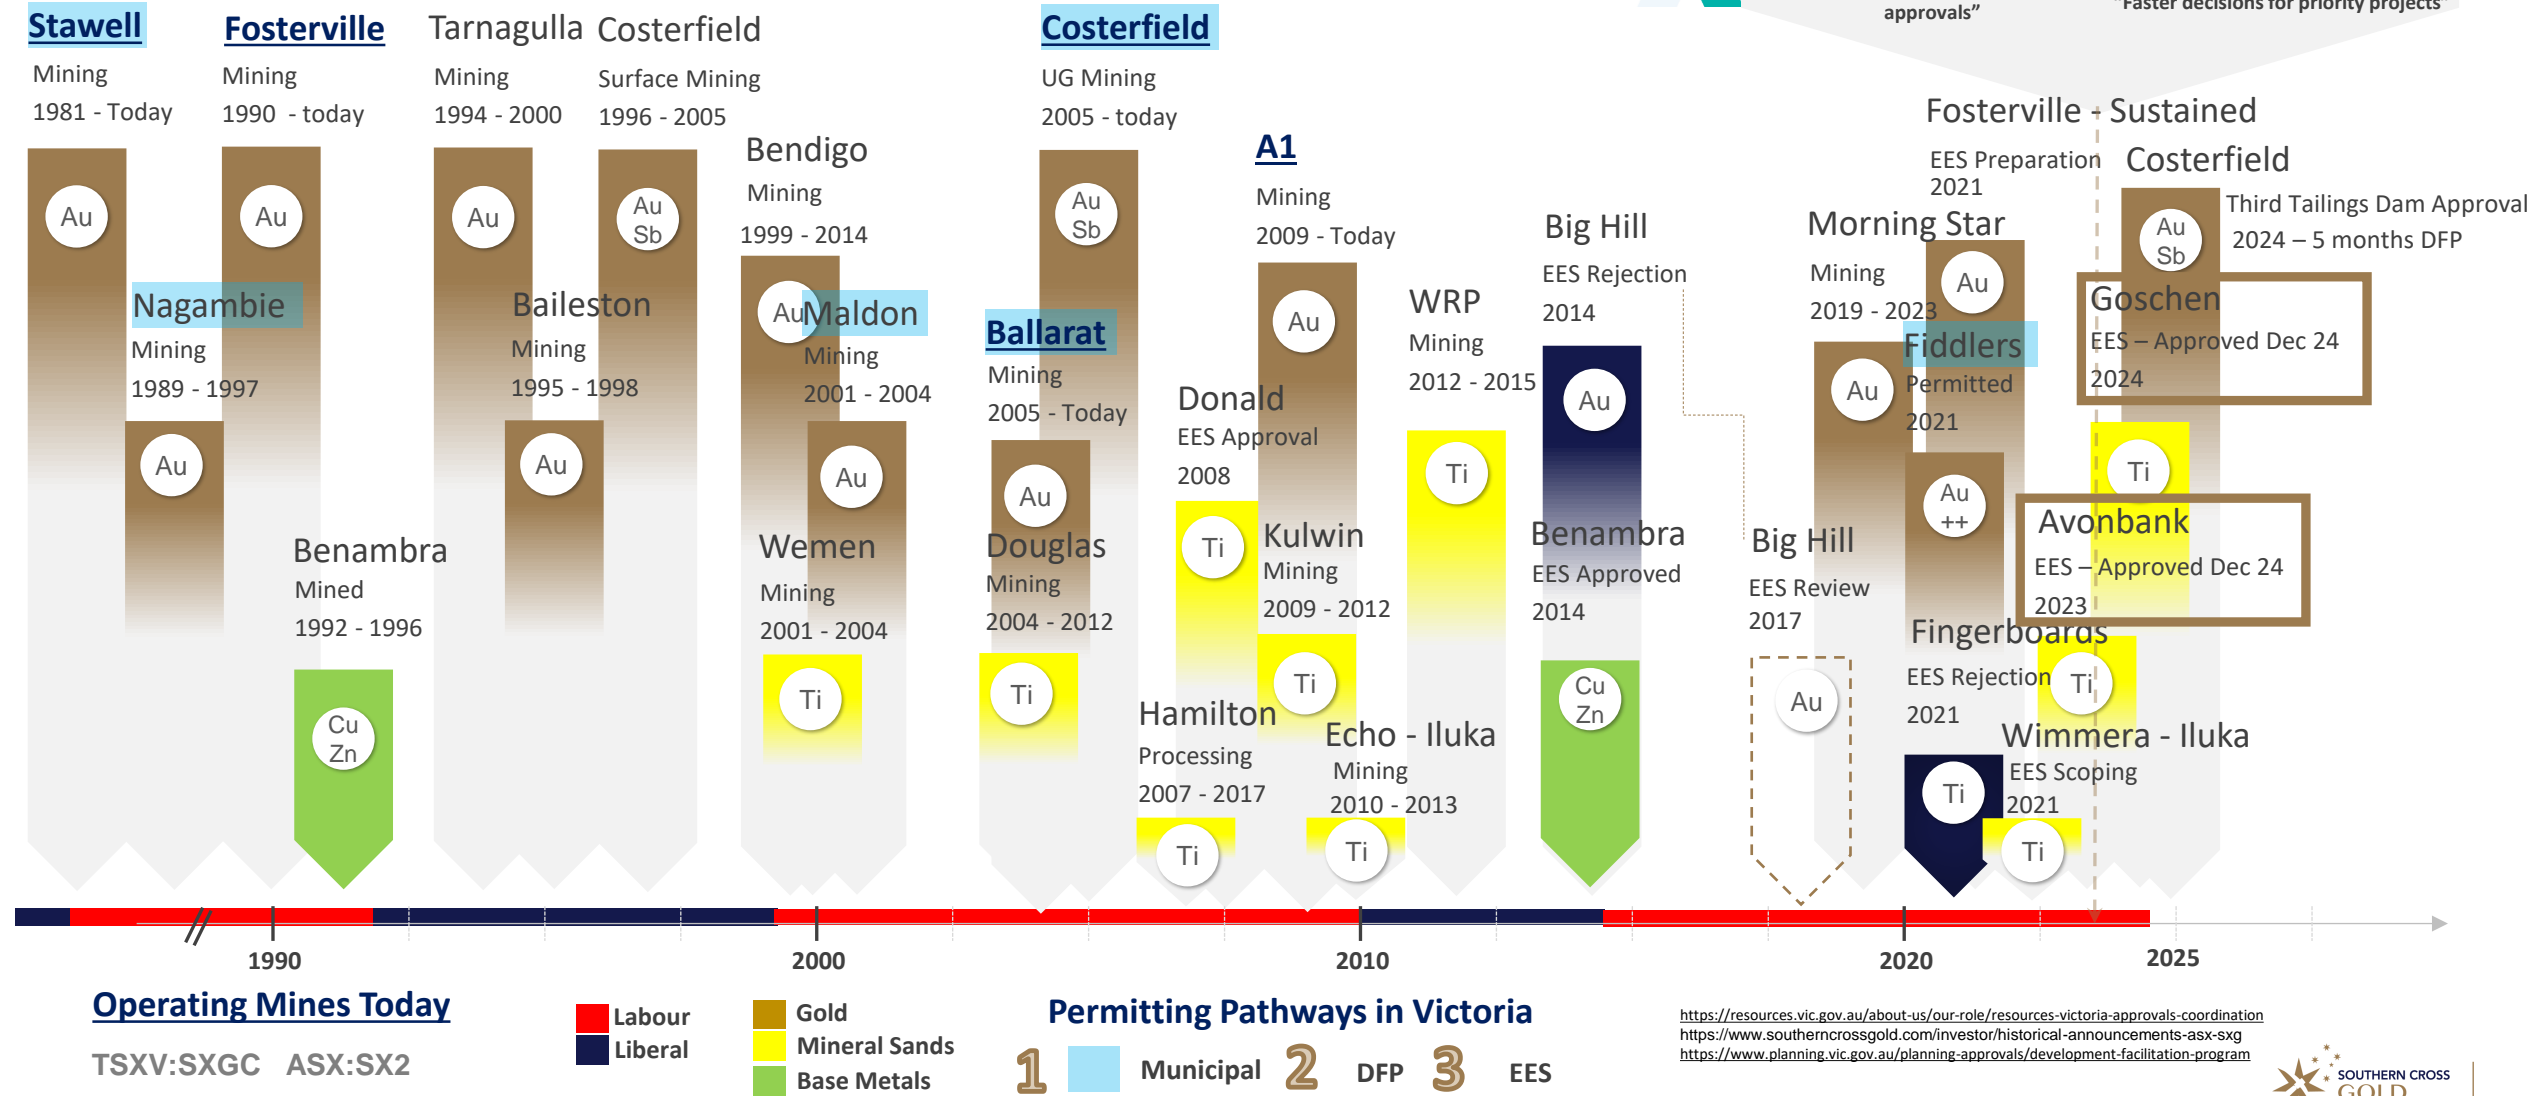 approvals”
“Faster decisions for priority projects”
Stawell
Mining
1981 - Today
Fosterville
Mining
1990 - today
Tarnagulla
Mining
1994 - 2000
Costerfield
Surface Mining
1996 - 2005
Costerfield
UG Mining
2005 - today
Bendigo
Mining
1999 - 2014
A1
Mining
2009 - Today
Big Hill
EES Rejection
2014
Fosterville - Sustained
EES Preparation
2021
Costerfield
Third Tailings Dam Approval
2024 – 5 months DFP
Morning Star
Mining
2019 - 2023
Au
Au
Au
Au
Sb
Au
Sb
Au
Au
Sb
Nagambie
Mining
1989 - 1997
Baileston
Mining
1995 - 1998
Au
Maldon
Mining
2001 - 2004
Ballarat
Mining
2005 - Today
Au
WRP
Mining
2012 - 2015
Au
Au
Fiddlers
Permitted
2021
Goschen
EES – Approved Dec 24
2024
Donald
EES Approval
2008
Au
Au
Au
Au
Ti
Au
++
Ti
Benambra
Mined
1992 - 1996
Wemen
Mining
2001 - 2004
Douglas
Mining
2004 - 2012
Ti
Kulwin
Mining
2009 - 2012
Benambra
EES Approved
2014
Big Hill
EES Review
2017
Avonbank
EES – Approved Dec 24
2023
Fingerboards
EES Rejection
2021
Cu
Zn
Ti
Ti
Ti
Cu
Zn
Au
Ti
Hamilton
Processing
2007 - 2017
Echo - Iluka
Mining
2010 - 2013
Wimmera - Iluka
EES Scoping
2021
Ti
Ti
Ti
Ti
1990
2000
2010
2020
2025
Operating Mines Today
TSXV:SXGC ASX:SX2
Labour
Liberal
Gold
Mineral Sands
Base Metals
Permitting Pathways in Victoria
1 Municipal 2 DFP 3 EES
https://resources.vic.gov.au/about-us/our-role/resources-victoria-approvals-coordination
https://www.southerncrossgold.com/investor/historical-announcements-asx-sxg
https://www.planning.vic.gov.au/planning-approvals/development-facilitation-program
SOUTHERN CROSS
GOLD